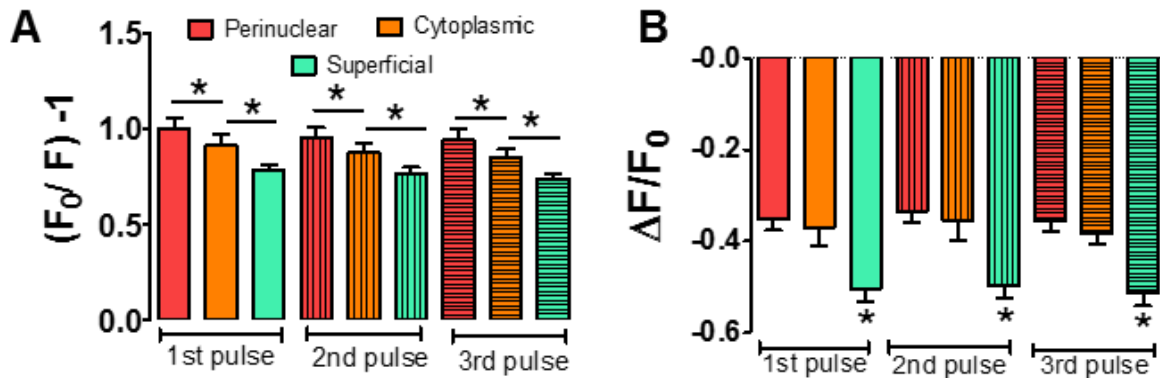 A
1.5
1.0
0.5
0.0
(F₀/ F) -1
Perinuclear
Cytoplasmic
Superficial
* * * * * *
1st pulse 2nd pulse 3rd pulse
B
-0.0
-0.2
-0.4
-0.6
ΔF/F₀
* * *
1st pulse 2nd pulse 3rd pulse